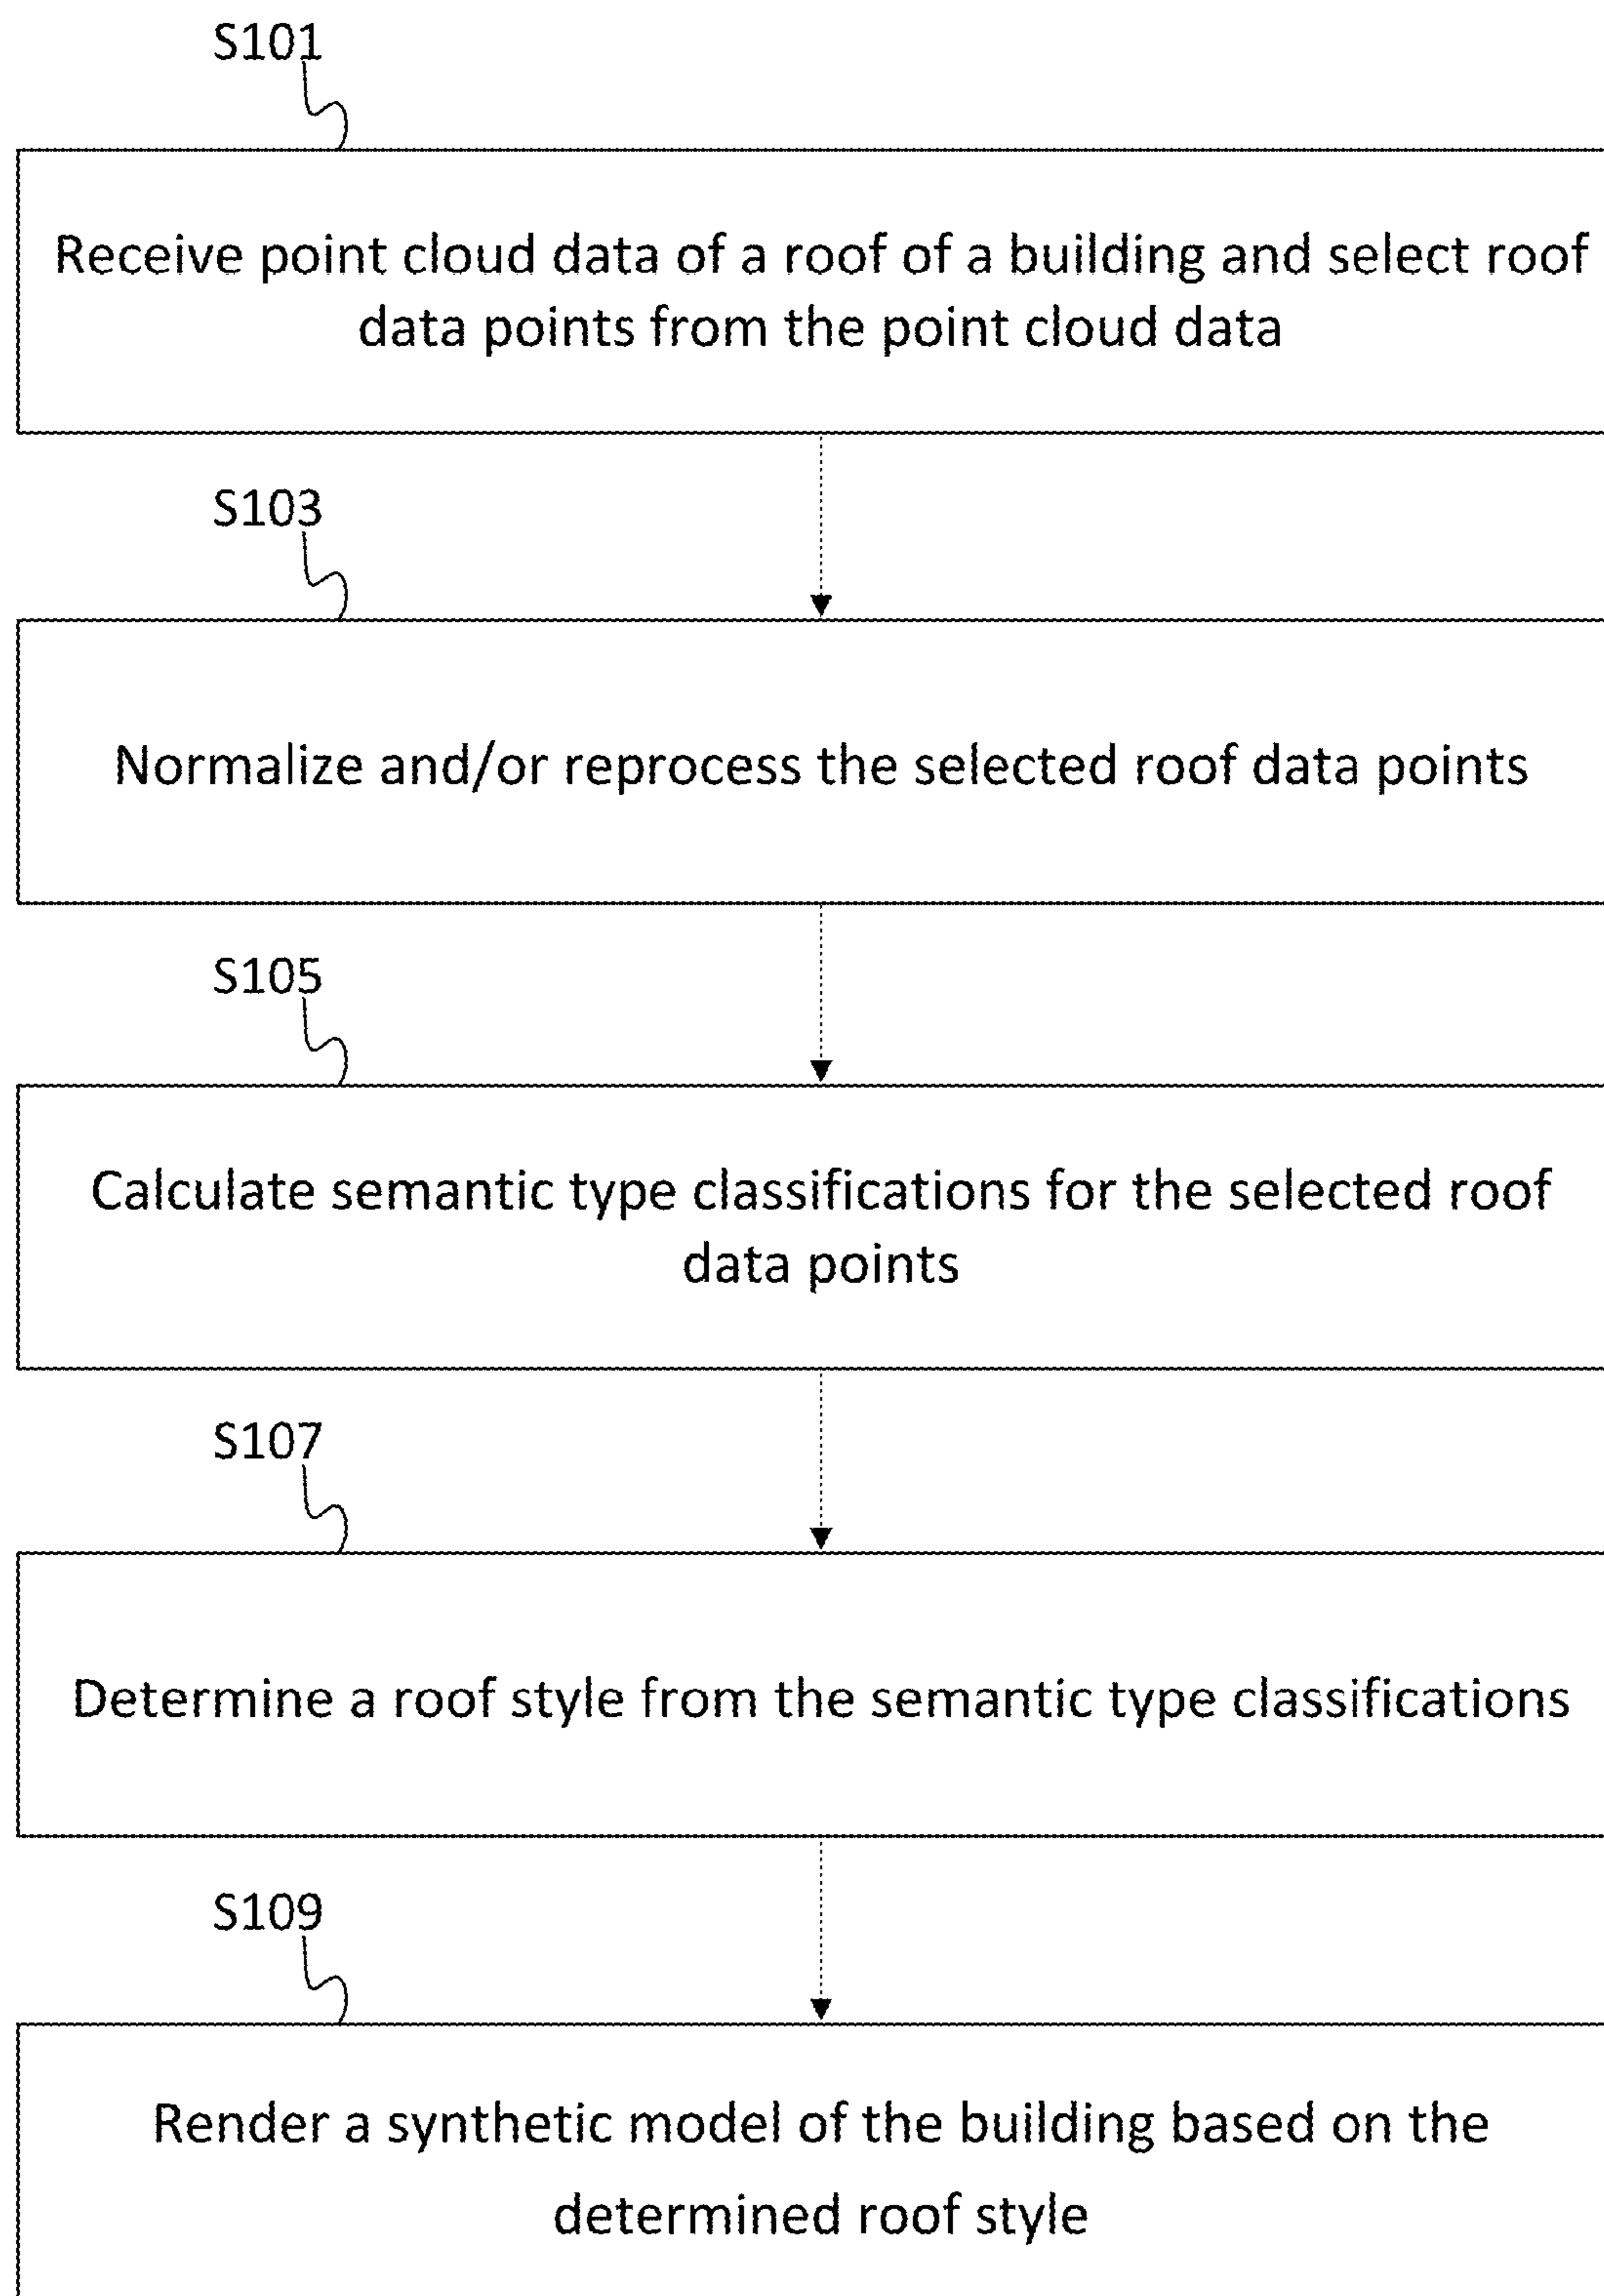 S101
Receive point cloud data of a roof of a building and select roof
data points from the point cloud data
S103
Normalize and/or reprocess the selected roof data points
S105
Calculate semantic type classifications for the selected roof
data points
S107
Determine a roof style from the semantic type classifications
S109
Render a synthetic model of the building based on the
determined roof style